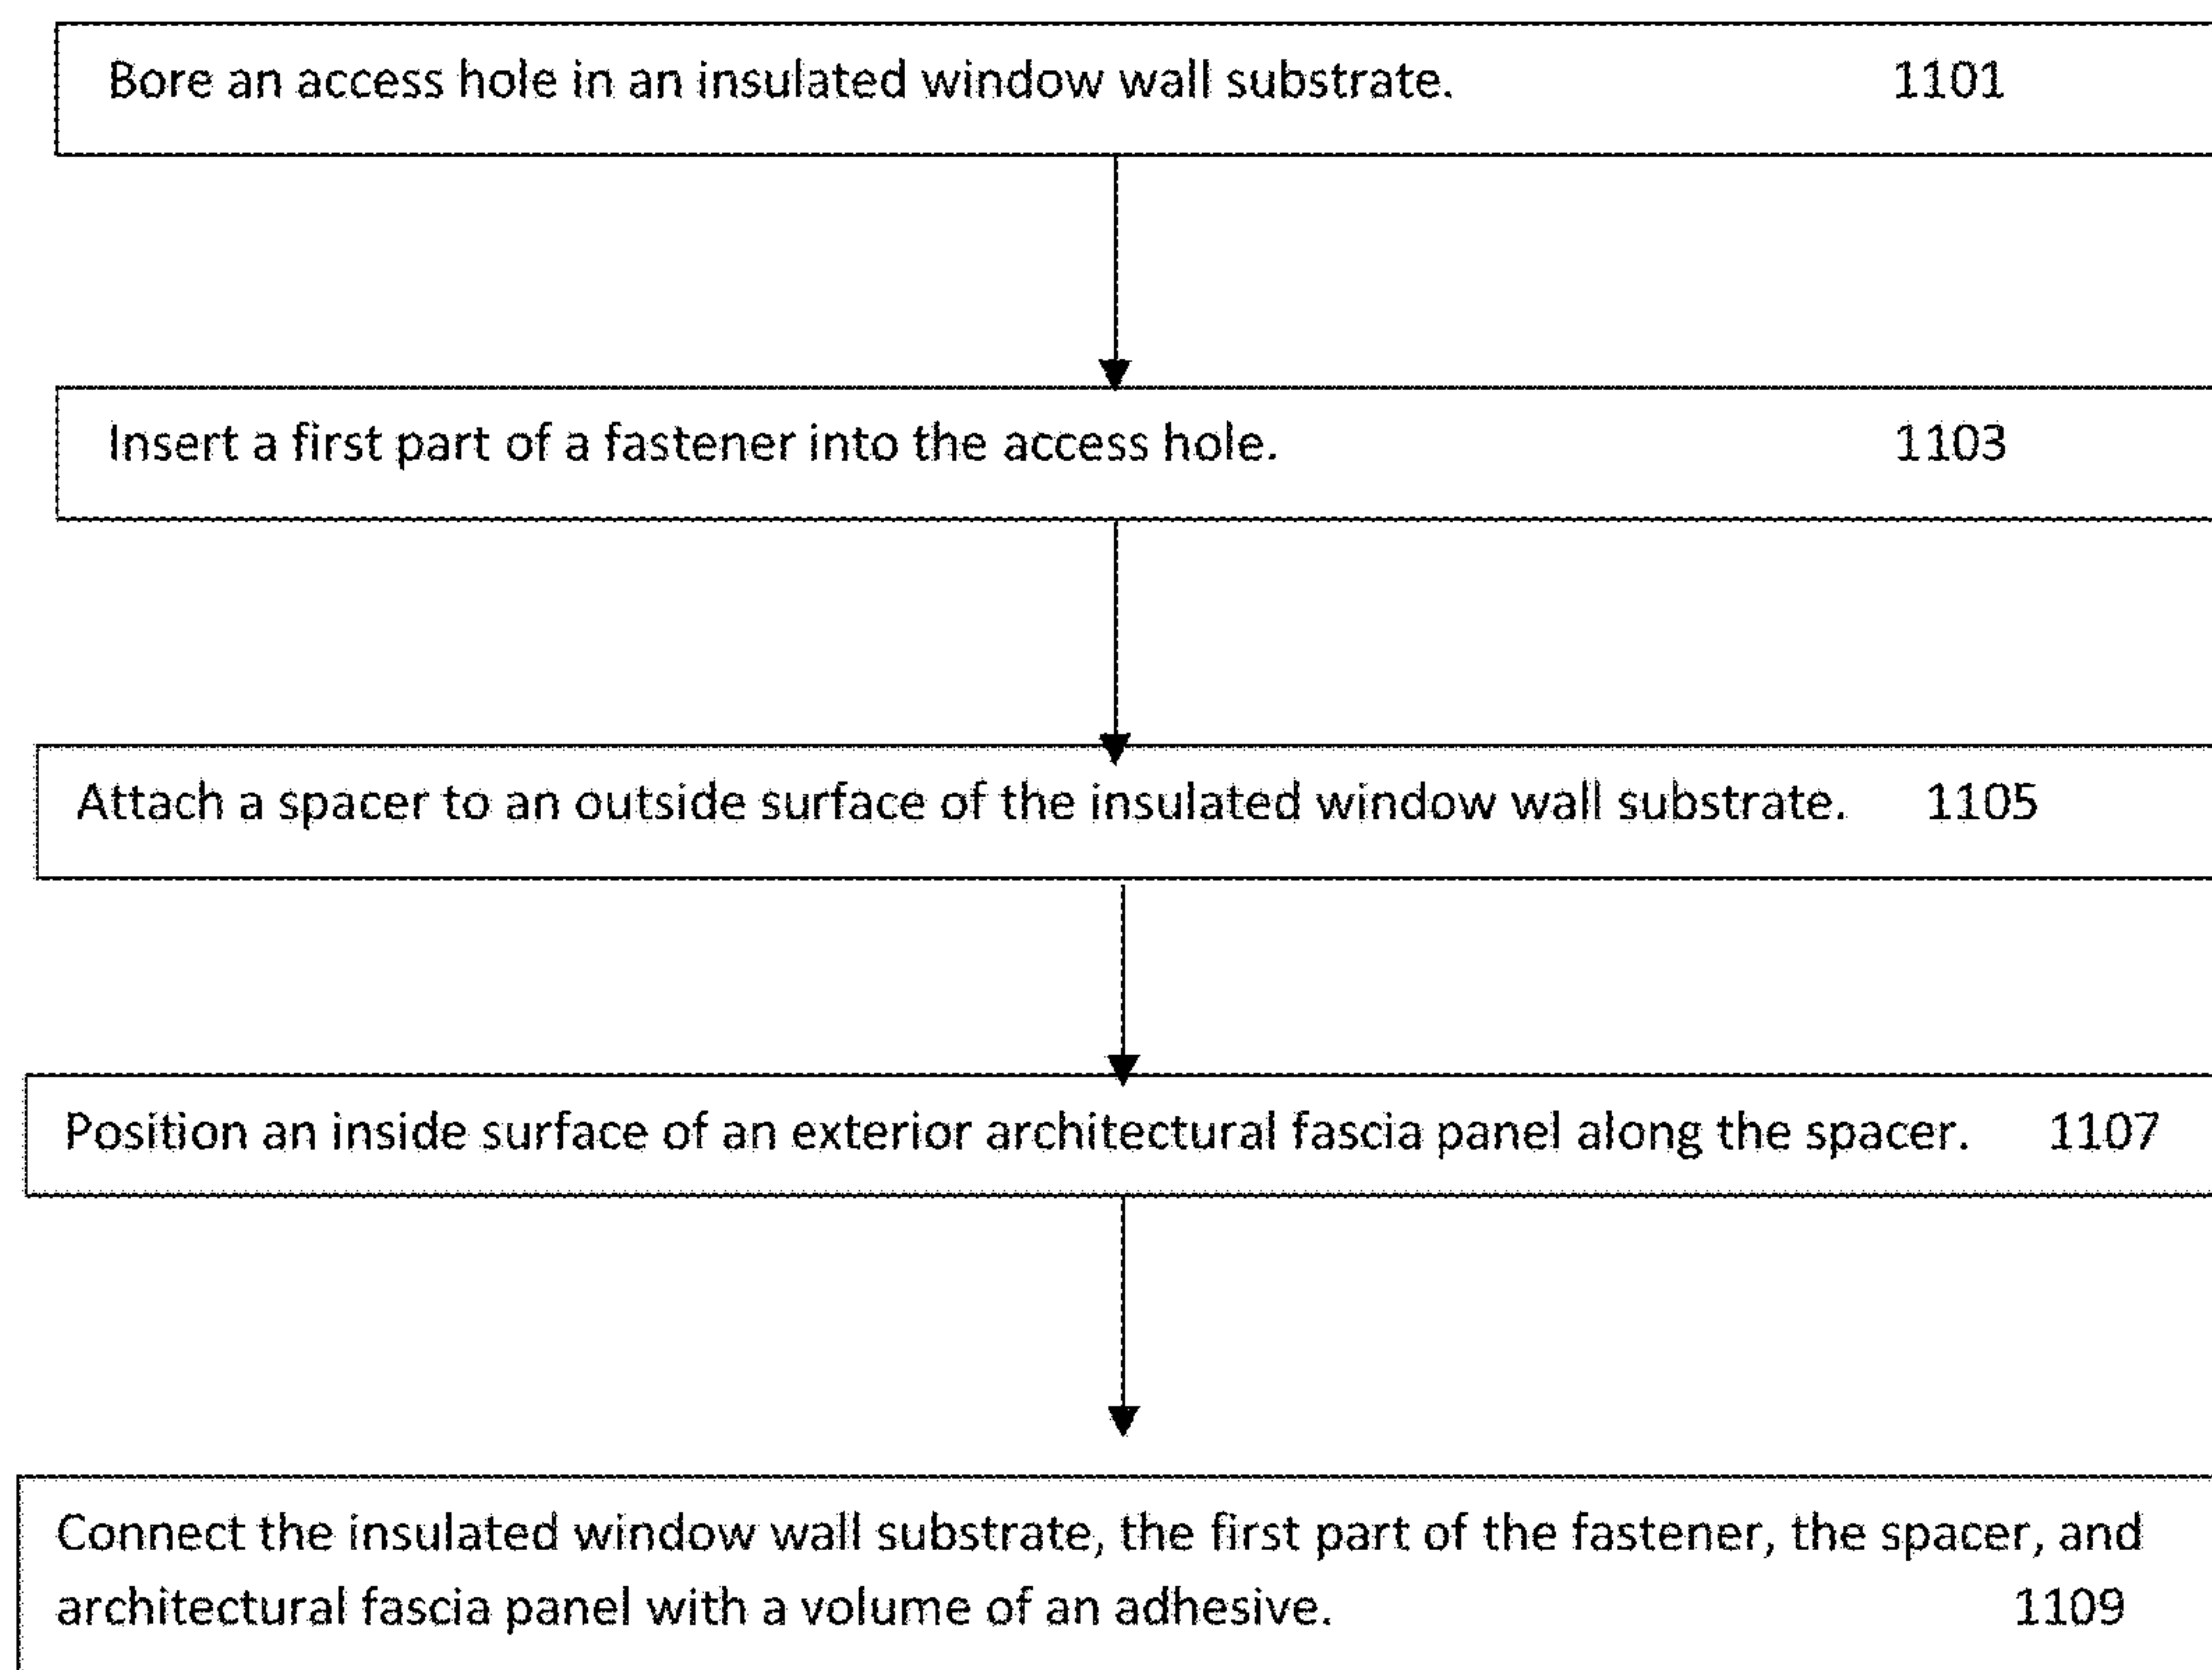 Bore an access hole in an insulated window wall substrate. 1101
Insert a first part of a fastener into the access hole. 1103
Attach a spacer to an outside surface of the insulated window wall substrate. 1105
Position an inside surface of an exterior architectural fascia panel along the spacer. 1107
Connect the insulated window wall substrate, the first part of the fastener, the spacer, and
architectural fascia panel with a volume of an adhesive. 1109